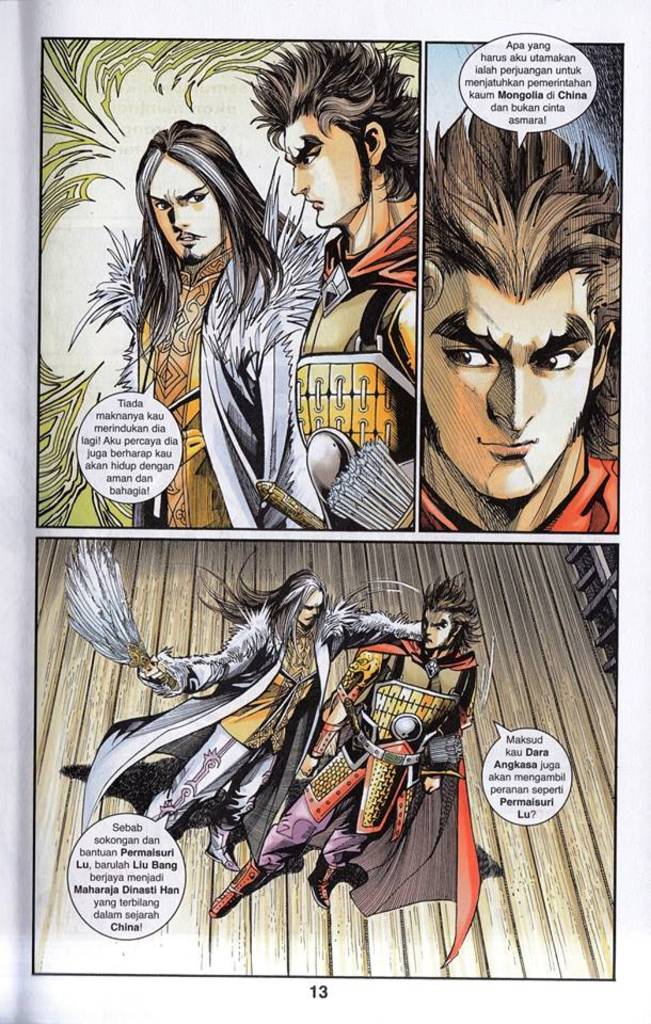 Tiada
maknanya kau
merindukan dia
lagi! Aku percaya dia
juga berharap kau
akan hidup dengan
aman dan
bahagia!
Apa yang
harus aku utamakan
ialah perjuangan untuk
menjatuhkan pemerintahan
kaum Mongolia di China
dan bukan cinta
asmara!
Sebab
sokongan dan
bantuan Permaisuri
Lu, barulah Liu Bang
berjaya menjadi
Maharaja Dinasti Han
yang terbilang
dalam sejarah
China!
Maksud
kau Dara
Angkasa juga
akan mengambil
peranan seperti
Permaisuri
Lu?
13